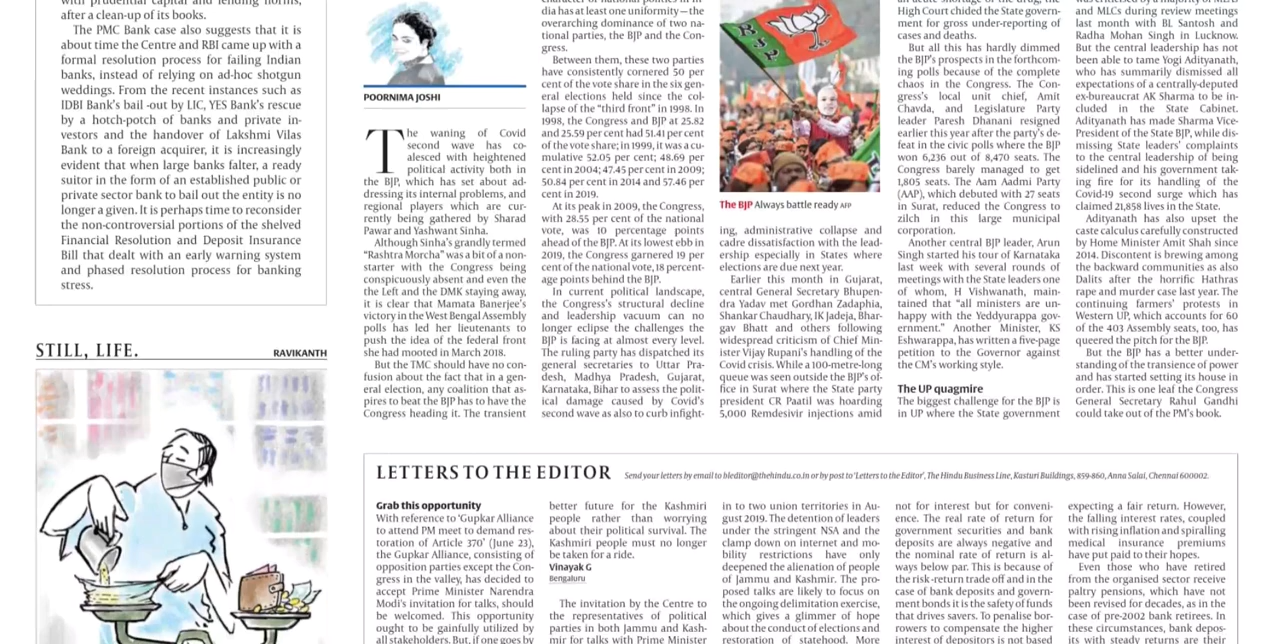 with prudential capital and lending norms,
after a clean-up of its books.
The PMC Bank case also suggests that it is
about time the Centre and RBI came up with a
formal resolution process for failing Indian
banks, instead of relying on ad-hoc shotgun
weddings. From the recent instances such as
IDBI Bank's bail -out by LIC, YES Bank's rescue
by a hotch-potch of banks and private in-
vestors and the handover of Lakshmi Vilas
Bank to a foreign acquirer, it is increasingly
evident that when large banks falter, a ready
suitor in the form of an established public or
private sector bank to bail out the entity is no
longer a given. It is perhaps time to reconsider
the non-controversial portions of the shelved
Financial Resolution and Deposit Insurance
Bill that dealt with an early warning system
and phased resolution process for banking
stress.
STILL, LIFE.
RAVIKANTH
POORNIMA JOSHI
The waning of Covid
second wave has co-
alesced with heightened
political activity both in
the BJP, which has set about ad-
dressing its internal problems, and
regional players which are cur-
rently being gathered by Sharad
Pawar and Yashwant Sinha.
Although Sinha's grandly termed
"Rashtra Morcha" was a bit of a non-
starter with the Congress being
conspicuously absent and even the
the Left and the DMK staying away,
it is clear that Mamata Banerjee's
victory in the West Bengal Assembly
polls has led her lieutenants to
push the idea of the federal front
she had mooted in March 2018.
But the TMC should have no con-
fusion about the fact that in a gen-
eral election, any coalition that as-
pires to beat the BJP has to have the
Congress heading it. The transient
character of national politics in In-
dia has at least one uniformity — the
overarching dominance of two na-
tional parties, the BJP and the Con-
gress.
Between them, these two parties
have consistently cornered 50 per
cent of the vote share in the six gen-
eral elections held since the col-
lapse of the "third front" in 1998. In
1998, the Congress and BJP at 25.82
and 25.59 per cent had 51.41 per cent
of the vote share; in 1999, it was a cu-
mulative 52.05 per cent; 48.69 per
cent in 2004; 47.45 per cent in 2009;
50.84 per cent in 2014 and 57.46 per
cent in 2019.
At its peak in 2009, the Congress,
with 28.55 per cent of the national
vote, was 10 percentage points
ahead of the BJP. At its lowest ebb in
2019, the Congress garnered 19 per
cent of the national vote, 18 percent-
age points behind the BJP.
In current political landscape,
the Congress's structural decline
and leadership vacuum can no
longer eclipse the challenges the
BJP is facing at almost every level.
The ruling party has dispatched its
general secretaries to Uttar Pra-
desh, Madhya Pradesh, Gujarat,
Karnataka, Bihar to assess the polit-
ical damage caused by Covid's
second wave as also to curb infight-
BJP
The BJP Always battle ready AFP
ing, administrative collapse and
cadre dissatisfaction with the lead-
ership especially in States where
elections are due next year.
Earlier this month in Gujarat,
central General Secretary Bhupen-
dra Yadav met Gordhan Zadaphia,
Shankar Chaudhary, IK Jadeja, Bhar-
gav Bhatt and others following
widespread criticism of Chief Min-
ister Vijay Rupani's handling of the
Covid crisis. While a 100-metre-long
queue was seen outside the BJP's of-
fice in Surat where the State party
president CR Paatil was hoarding
5,000 Remdesivir injections amid
an acute shortage of the drug, the
High Court chided the State govern-
ment for gross under-reporting of
cases and deaths.
But all this has hardly dimmed
the BJP's prospects in the forthcom-
ing polls because of the complete
chaos in the Congress. The Con-
gress's local unit chief, Amit
Chavda, and Legislature Party
leader Paresh Dhanani resigned
earlier this year after the party's de-
feat in the civic polls where the BJP
won 6,236 out of 8,470 seats. The
Congress barely managed to get
1,805 seats. The Aam Aadmi Party
(AAP), which debuted with 27 seats
in Surat, reduced the Congress to
zilch in this large municipal
corporation.
Another central BJP leader, Arun
Singh started his tour of Karnataka
last week with several rounds of
meetings with the State leaders one
of whom, H Vishwanath, main-
tained that "all ministers are un-
happy with the Yeddyurappa gov-
ernment." Another Minister, KS
Eshwarappa, has written a five-page
petition to the Governor against
the CM's working style.
The UP quagmire
The biggest challenge for the BJP is
in UP where the State government
and MLCs during review meetings
last month with BL Santosh and
Radha Mohan Singh in Lucknow.
But the central leadership has not
been able to tame Yogi Adityanath,
who has summarily dismissed all
expectations of a centrally-deputed
ex-bureaucrat AK Sharma to be in-
cluded in the State Cabinet.
Adityanath has made Sharma Vice-
President of the State BJP, while dis-
missing State leaders' complaints
to the central leadership of being
sidelined and his government tak-
ing fire for its handling of the
Covid-19 second surge which has
claimed 21,858 lives in the State.
Adityanath has also upset the
caste calculus carefully constructed
by Home Minister Amit Shah since
2014. Discontent is brewing among
the backward communities as also
Dalits after the horrific Hathras
rape and murder case last year. The
continuing farmers' protests in
Western UP, which accounts for 60
of the 403 Assembly seats, too, has
queered the pitch for the BJP.
But the BJP has a better under-
standing of the transience of power
and has started setting its house in
order. This is one leaf the Congress
General Secretary Rahul Gandhi
could take out of the PM's book.
LETTERS TO THE EDITOR
Send your letters by email to bleditor@thehindu.co.in or by post to 'Letters to the Editor', The Hindu Business Line, Kasturi Buildings, 859-860, Anna Salai, Chennai 600002.
Grab this opportunity
With reference to 'Gupkar Alliance
to attend PM meet to demand res-
toration of Article 370' (June 23),
the Gupkar Alliance, consisting of
opposition parties except the Con-
gress in the valley, has decided to
accept Prime Minister Narendra
Modi's invitation for talks, should
be welcomed. This opportunity
ought to be gainfully utilized by
all stakeholders. But, if one goes by
better future for the Kashmiri
people rather than worrying
about their political survival. The
Kashmiri people must no longer
be taken for a ride.
Vinayak G
Bengaluru
The invitation by the Centre to
the representatives of political
parties in both Jammu and Kash-
mir for talks with Prime Minister
in to two union territories in Au-
gust 2019. The detention of leaders
under the stringent NSA and the
clamp down on internet and mo-
bility restrictions have only
deepened the alienation of people
of Jammu and Kashmir. The pro-
posed talks are likely to focus on
the ongoing delimitation exercise,
which gives a glimmer of hope
about the conduct of elections and
restoration of statehood. More
not for interest but for conveni-
ence. The real rate of return for
government securities and bank
deposits are always negative and
the nominal rate of return is al-
ways below par. This is because of
the risk-return trade off and in the
case of bank deposits and govern-
ment bonds it is the safety of funds
that drives savers. To penalise bor-
rowers to compensate the higher
interest of depositors is not based
expecting a fair return. However,
the falling interest rates, coupled
with rising inflation and spiralling
medical insurance premiums
have put paid to their hopes.
Even those who have retired
from the organised sector receive
paltry pensions, which have not
been revised for decades, as in the
case of pre-2002 bank retirees. In
these circumstances, bank depos-
its with steady returns are their